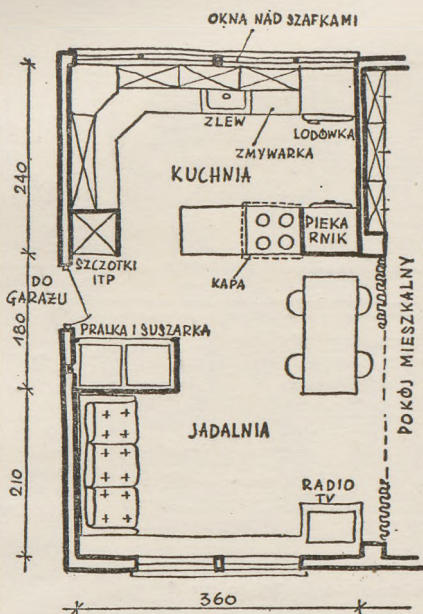 OKNA NAD SZAFKAMI
ZLEW
ZMYWARKA
LODÓWKA
KUCHNIA
240
SZCZOTKI
ITP
KAPA
PIEKA
RNIK
DO
GARAŻU
180
PRALKA I SUSZARKA
POKÓJ MIESZKALNY
JADALNIA
210
RADIO
TV
360